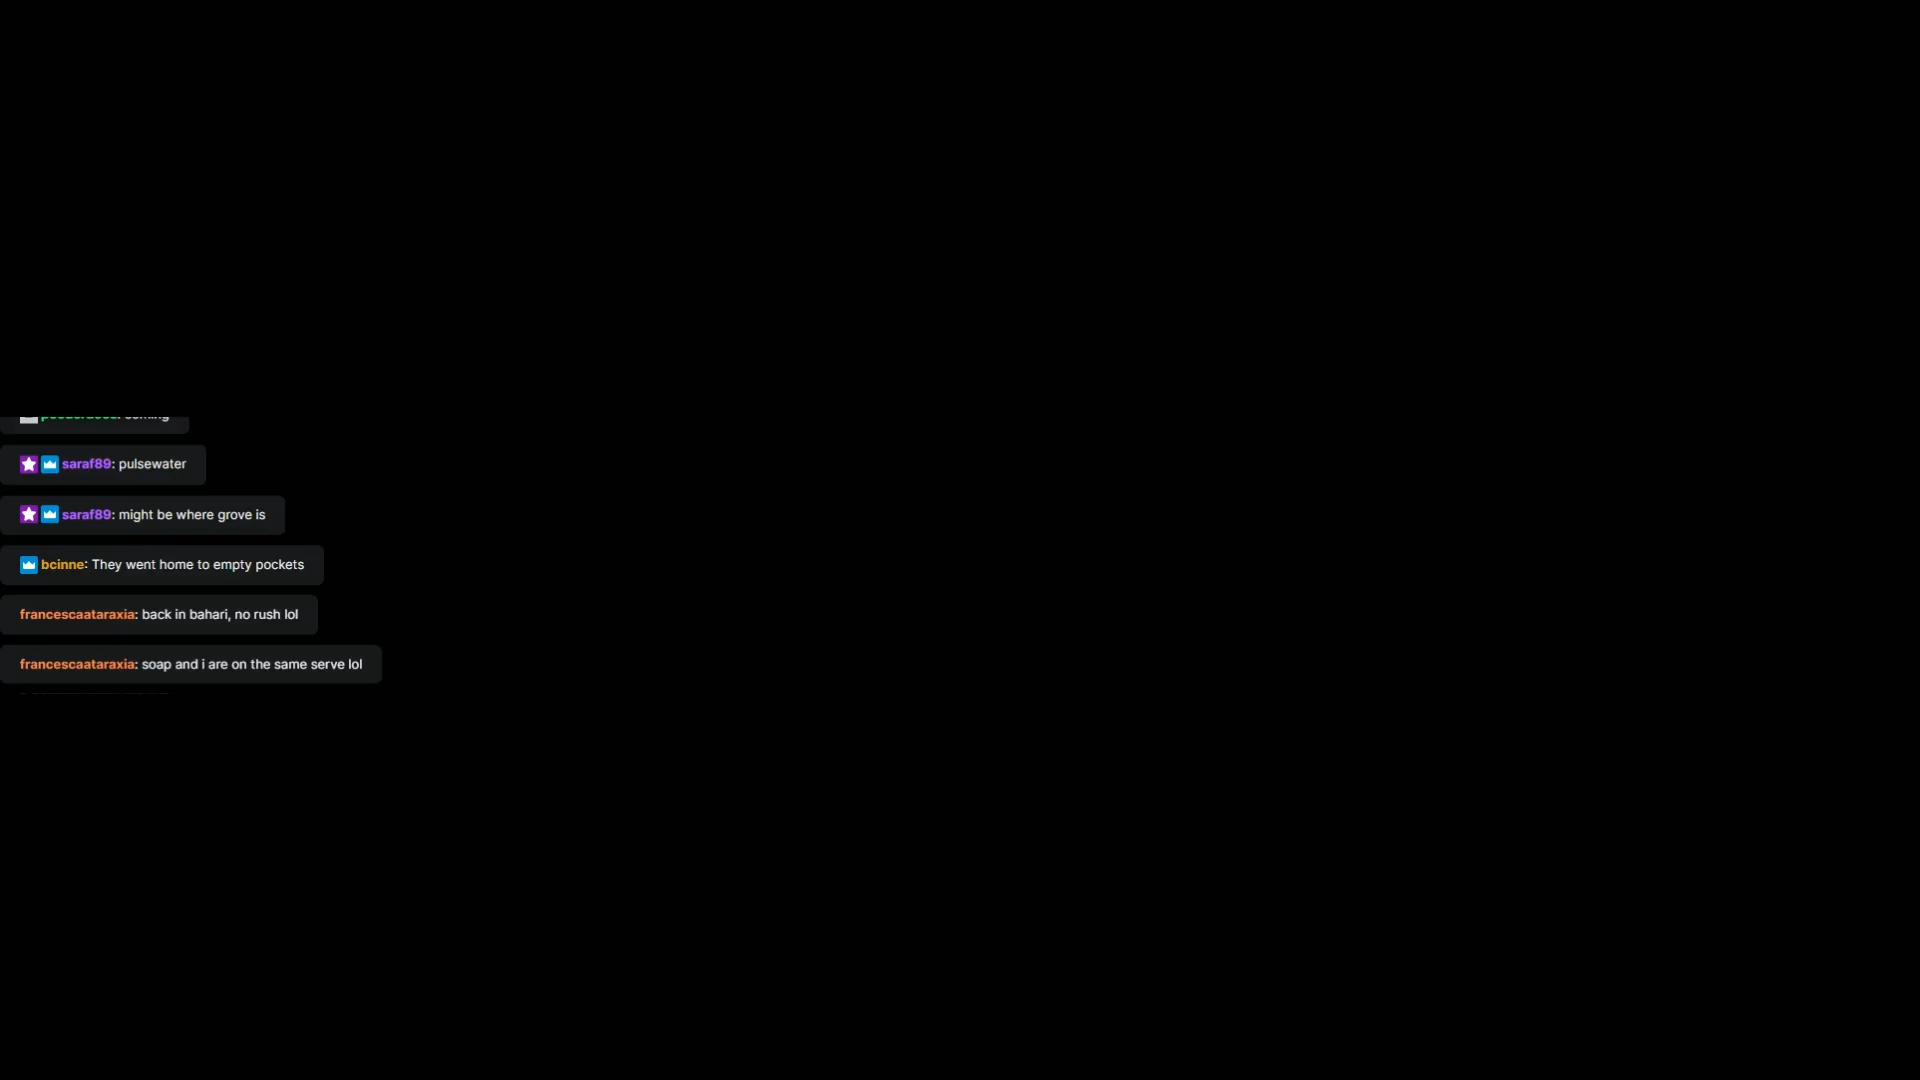 saraf89: pulsewater
saraf89: might be where grove is
bcinne: They went home to empty pockets
francescaataraxia: back in bahari, no rush lol
francescaataraxia: soap and i are on the same serve lol